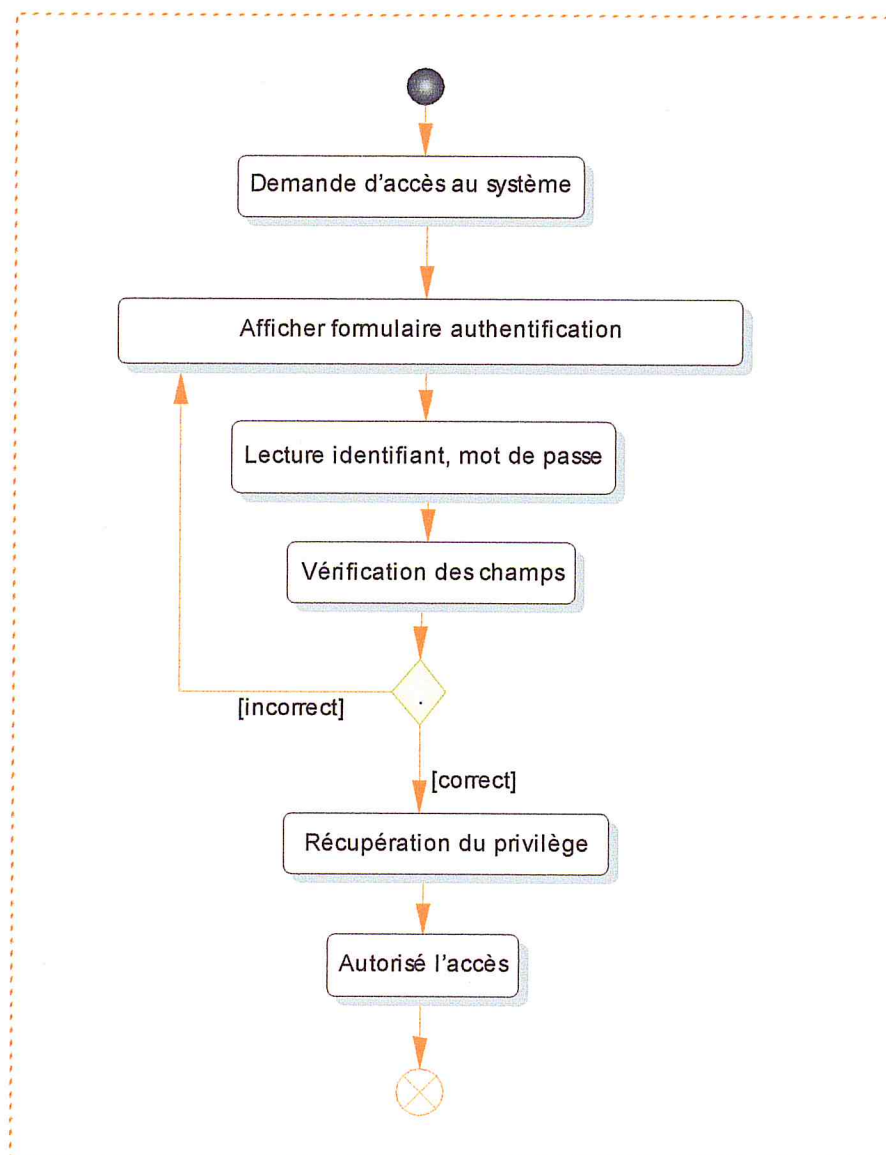 Demande d'accès au système
Afficher formulaire authentification
Lecture identifiant, mot de passe
Vérification des champs
.
[incorrect]
[correct]
Récupération du privilège
Autorisé l'accès